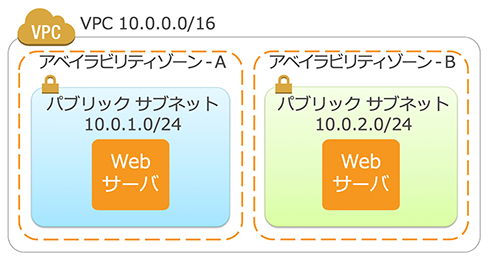 VPC
VPC 10.0.0.0/16
アベイラビリティゾーン-A
アベイラビリティゾーン-B
パブリック サブネット
10.0.1.0/24
Web
サーバ
パブリック サブネット
10.0.2.0/24
Web
サーバ